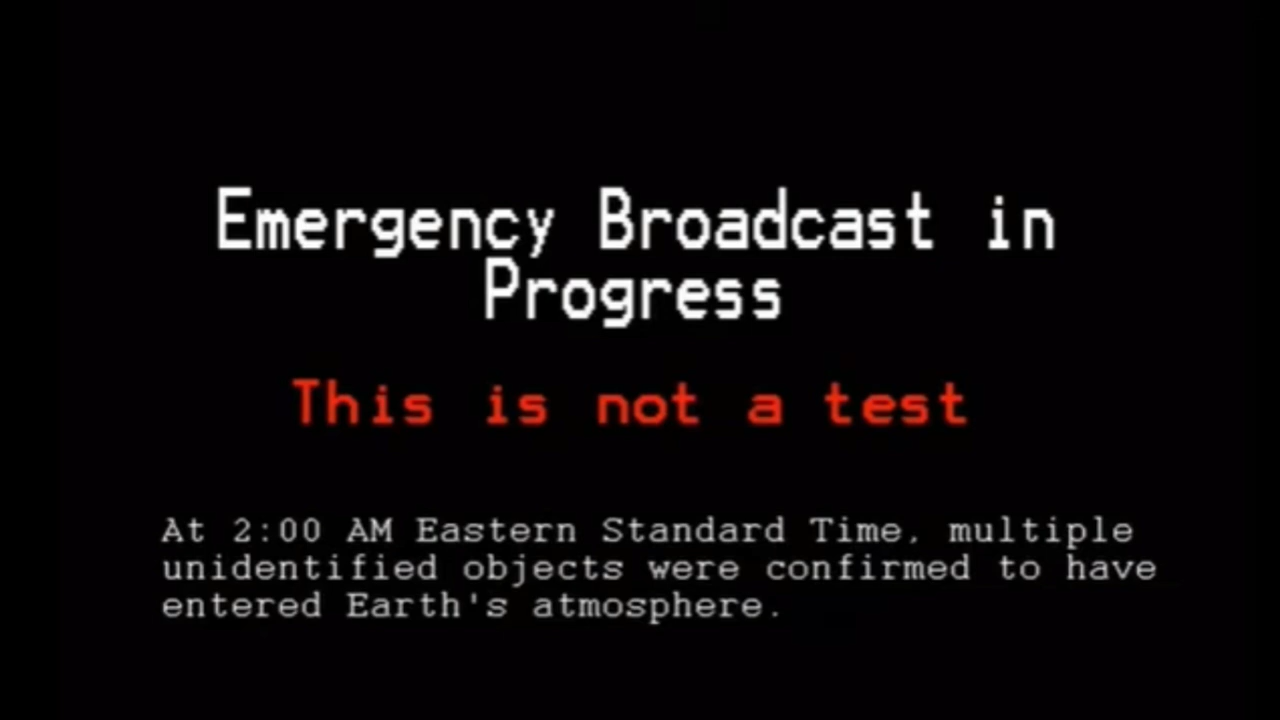 Emergency Broadcast in
Progress
This is not a test
At 2:00 AM Eastern Standard Time, multiple
unidentified objects were confirmed to have
entered Earth's atmosphere.